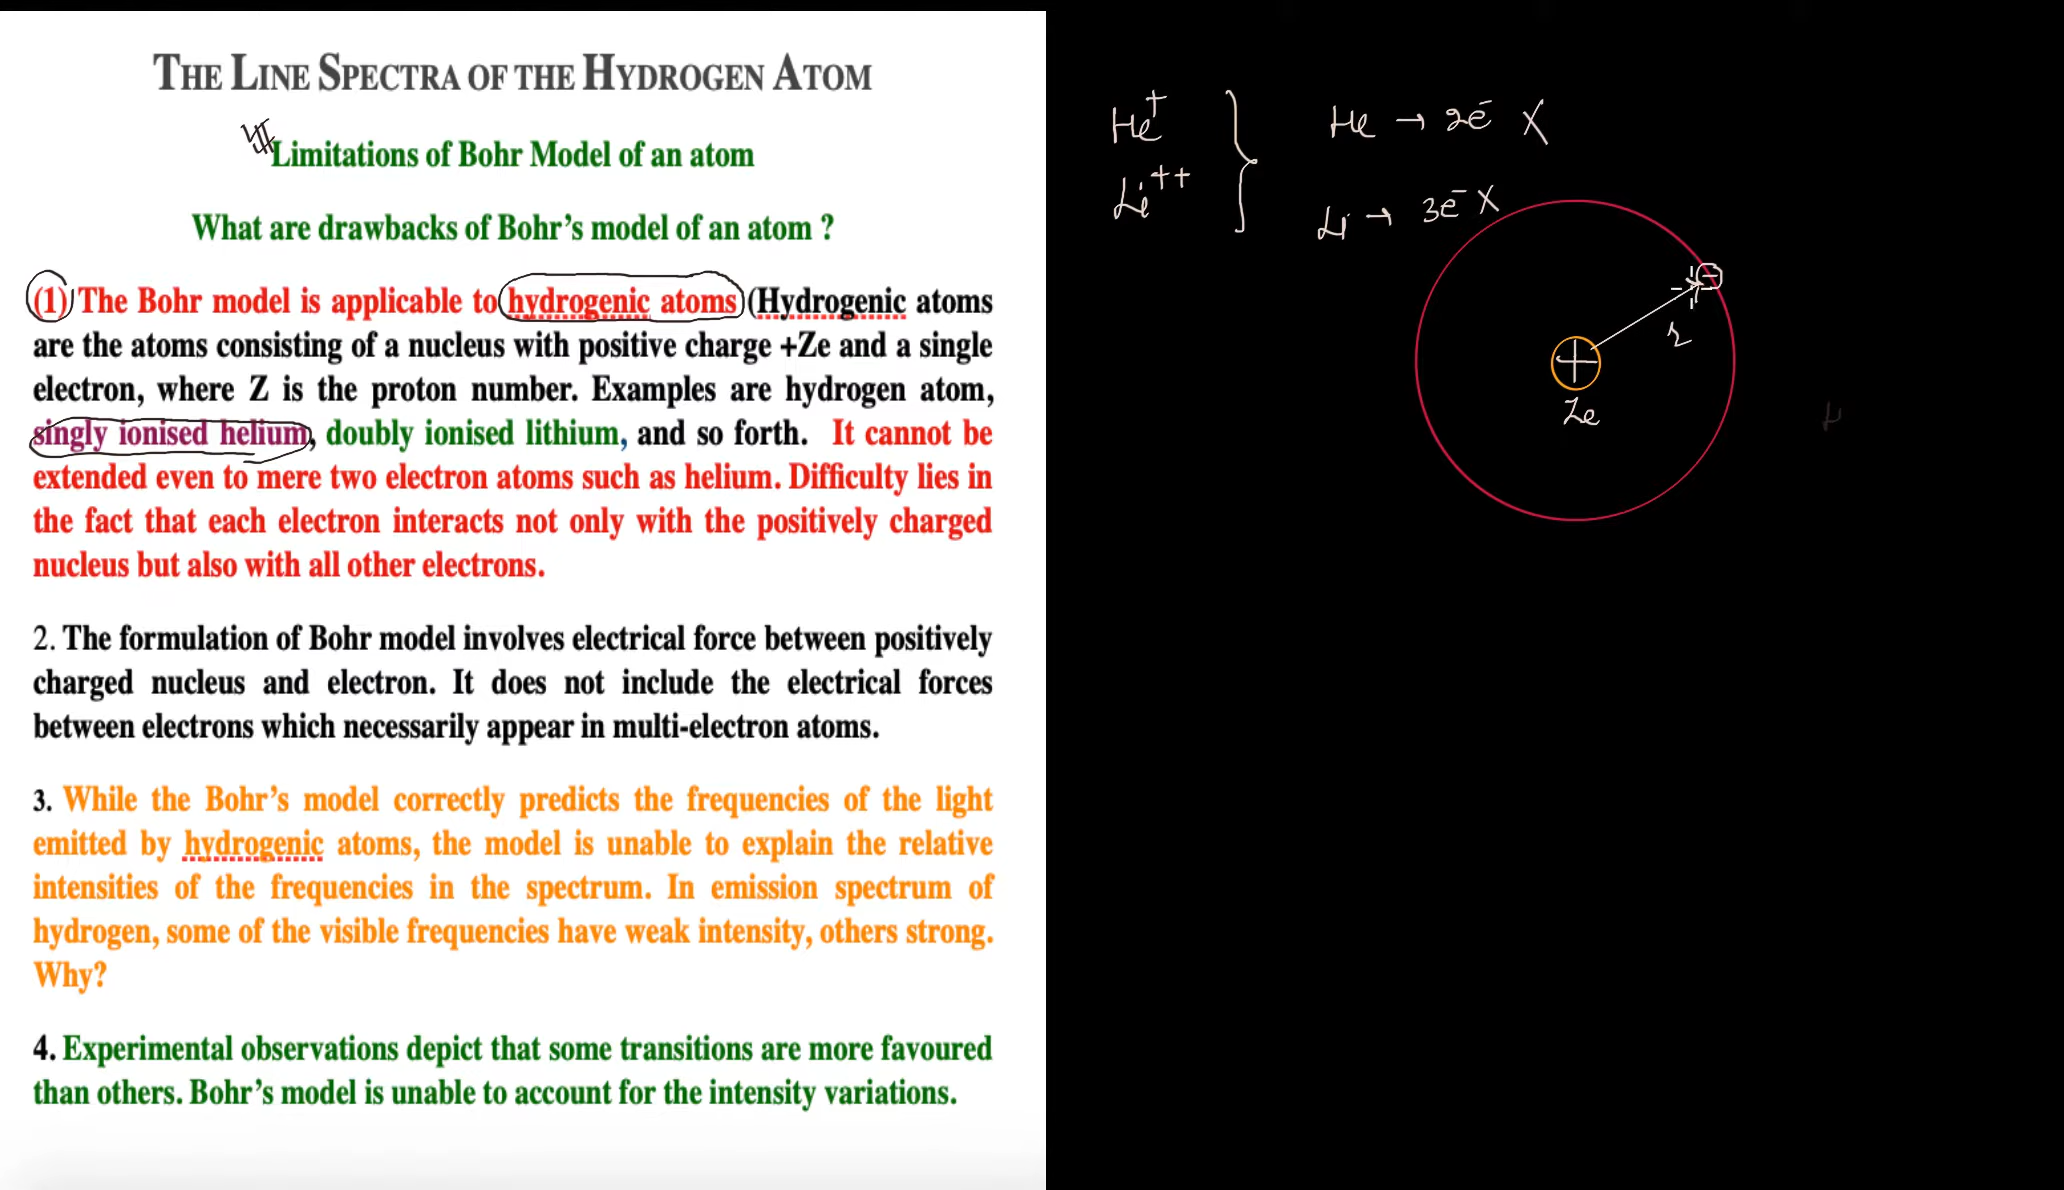 THE LINE SPECTRA OF THE HYDROGEN ATOM
Limitations of Bohr Model of an atom
What are drawbacks of Bohr's model of an atom ?
(1) The Bohr model is applicable to hydrogenic atoms (Hydrogenic atoms
are the atoms consisting of a nucleus with positive charge +Ze and a single
electron, where Z is the proton number. Examples are hydrogen atom,
singly ionised helium, doubly ionised lithium, and so forth. It cannot be
extended even to mere two electron atoms such as helium. Difficulty lies in
the fact that each electron interacts not only with the positively charged
nucleus but also with all other electrons.
2. The formulation of Bohr model involves electrical force between positively
charged nucleus and electron. It does not include the electrical forces
between electrons which necessarily appear in multi-electron atoms.
3. While the Bohr's model correctly predicts the frequencies of the light
emitted by hydrogenic atoms, the model is unable to explain the relative
intensities of the frequencies in the spectrum. In emission spectrum of
hydrogen, some of the visible frequencies have weak intensity, others strong.
Why?
4. Experimental observations depict that some transitions are more favoured
than others. Bohr's model is unable to account for the intensity variations.
He⁺
Li⁺⁺
He → 2e⁻ X
Li → 3e⁻ X
−
r
+
Ze